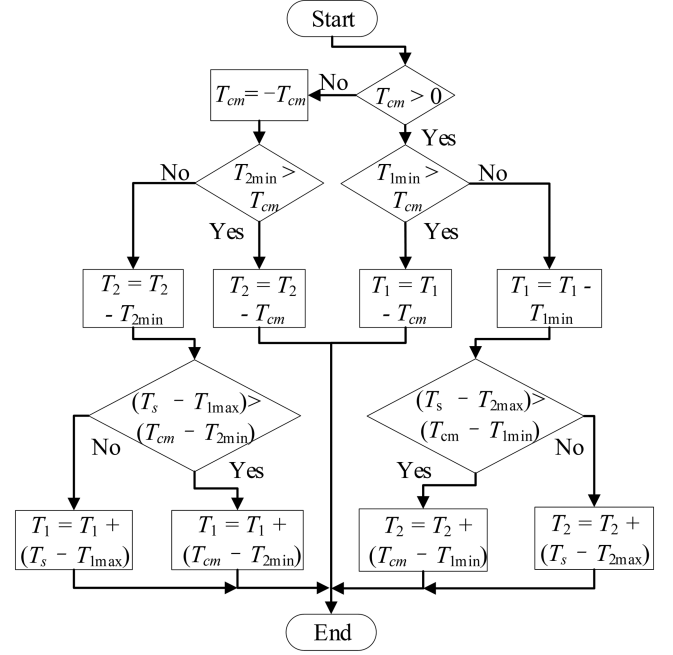 Start
No
T_cm = −T_cm
T_cm > 0
Yes
No
T_2min >
T_cm
T_1min >
T_cm
No
Yes
Yes
T_2 = T_2
- T_2min
T_2 = T_2
- T_cm
T_1 = T_1
- T_cm
T_1 = T_1 -
T_1min
(T_s − T_1max)>
(T_cm − T_2min)
(T_s − T_2max)>
(T_cm − T_1min)
No
Yes
Yes
No
T_1 = T_1 +
(T_s − T_1max)
T_1 = T_1 +
(T_cm − T_2min)
T_2 = T_2 +
(T_cm − T_1min)
T_2 = T_2 +
(T_s − T_2max)
End